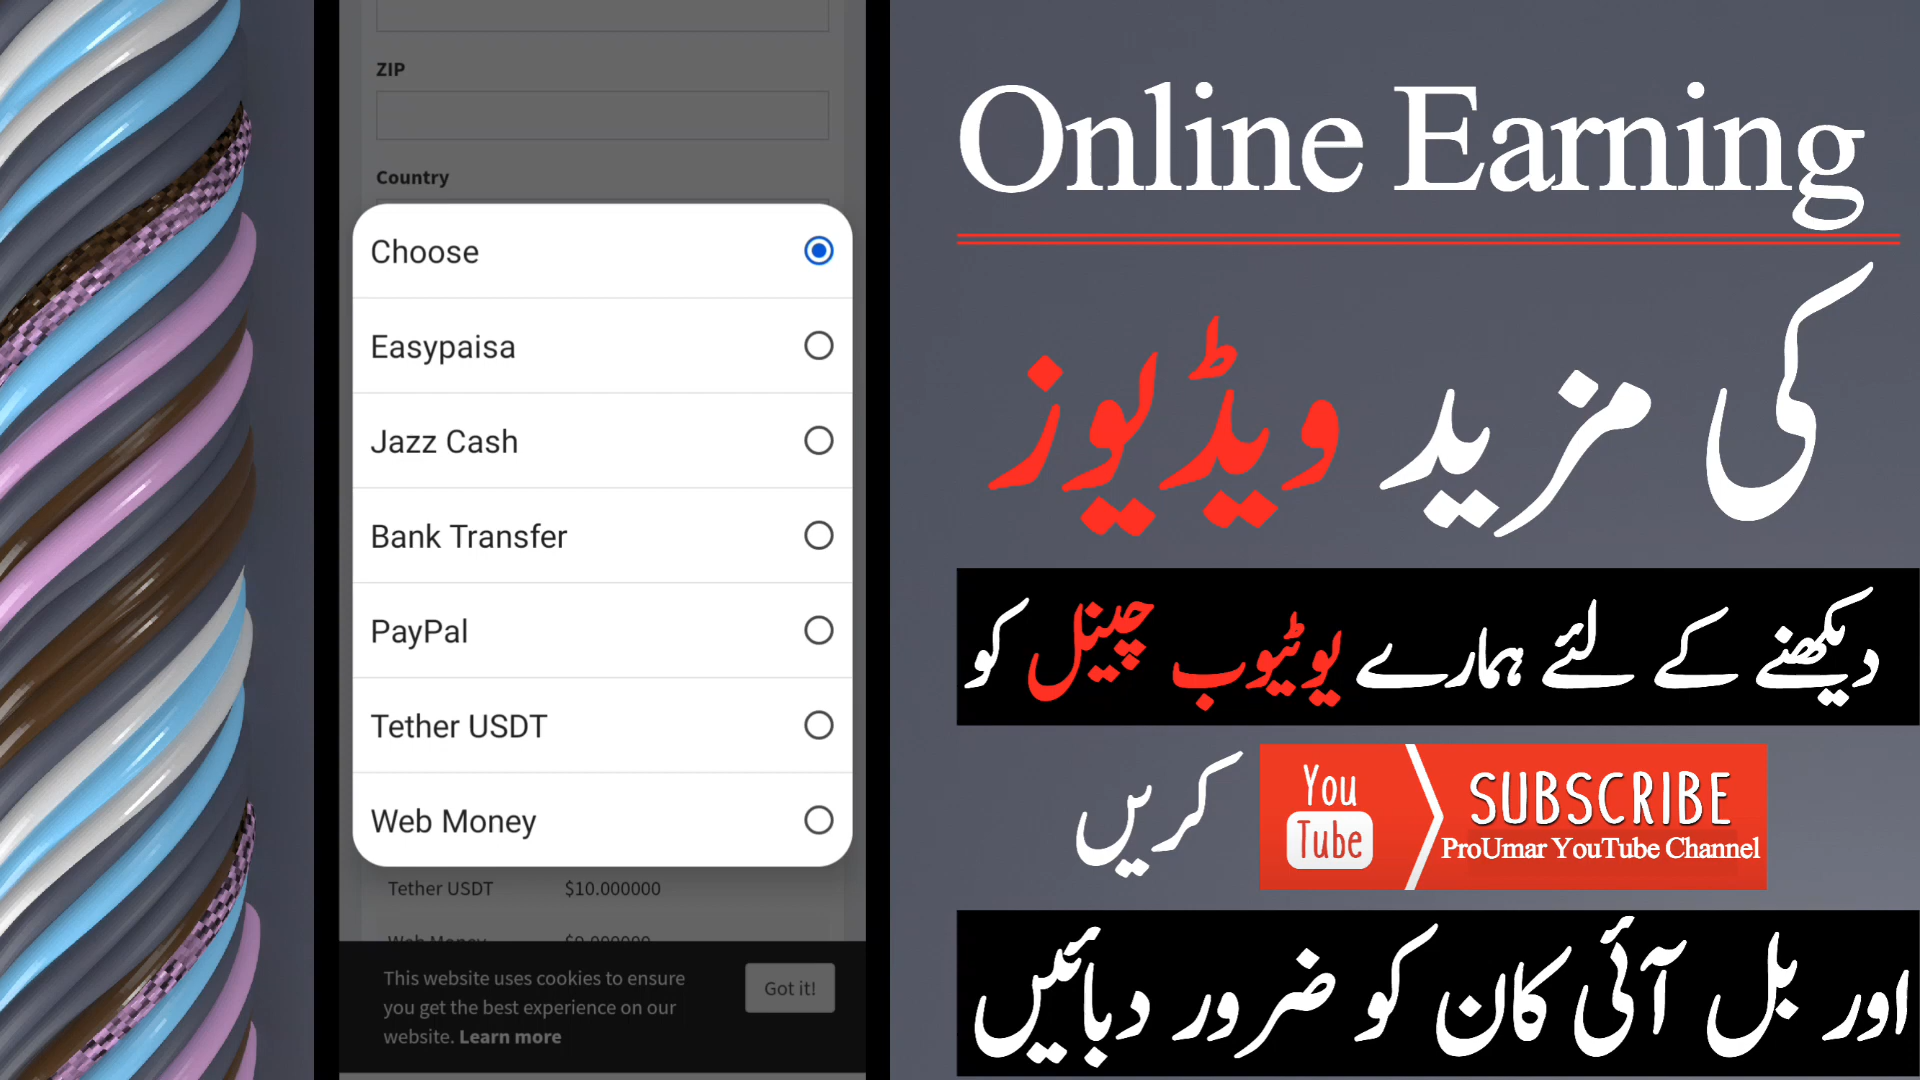 ZIP
Country
Choose
Easypaisa
Jazz Cash
Bank Transfer
PayPal
Tether USDT
Web Money
Tether USDT $10.000000
Web Money
This website uses cookies to ensure
you get the best experience on our
website. Learn more
Got it!
Online Earning
کی مزید ویڈیوز
دیکھنے کے لئے ہمارے یوٹیوب چینل کو
You
Tube
SUBSCRIBE
ProUmar YouTube Channel
کریں
اور بل آئی کان کو ضرور دبائیں